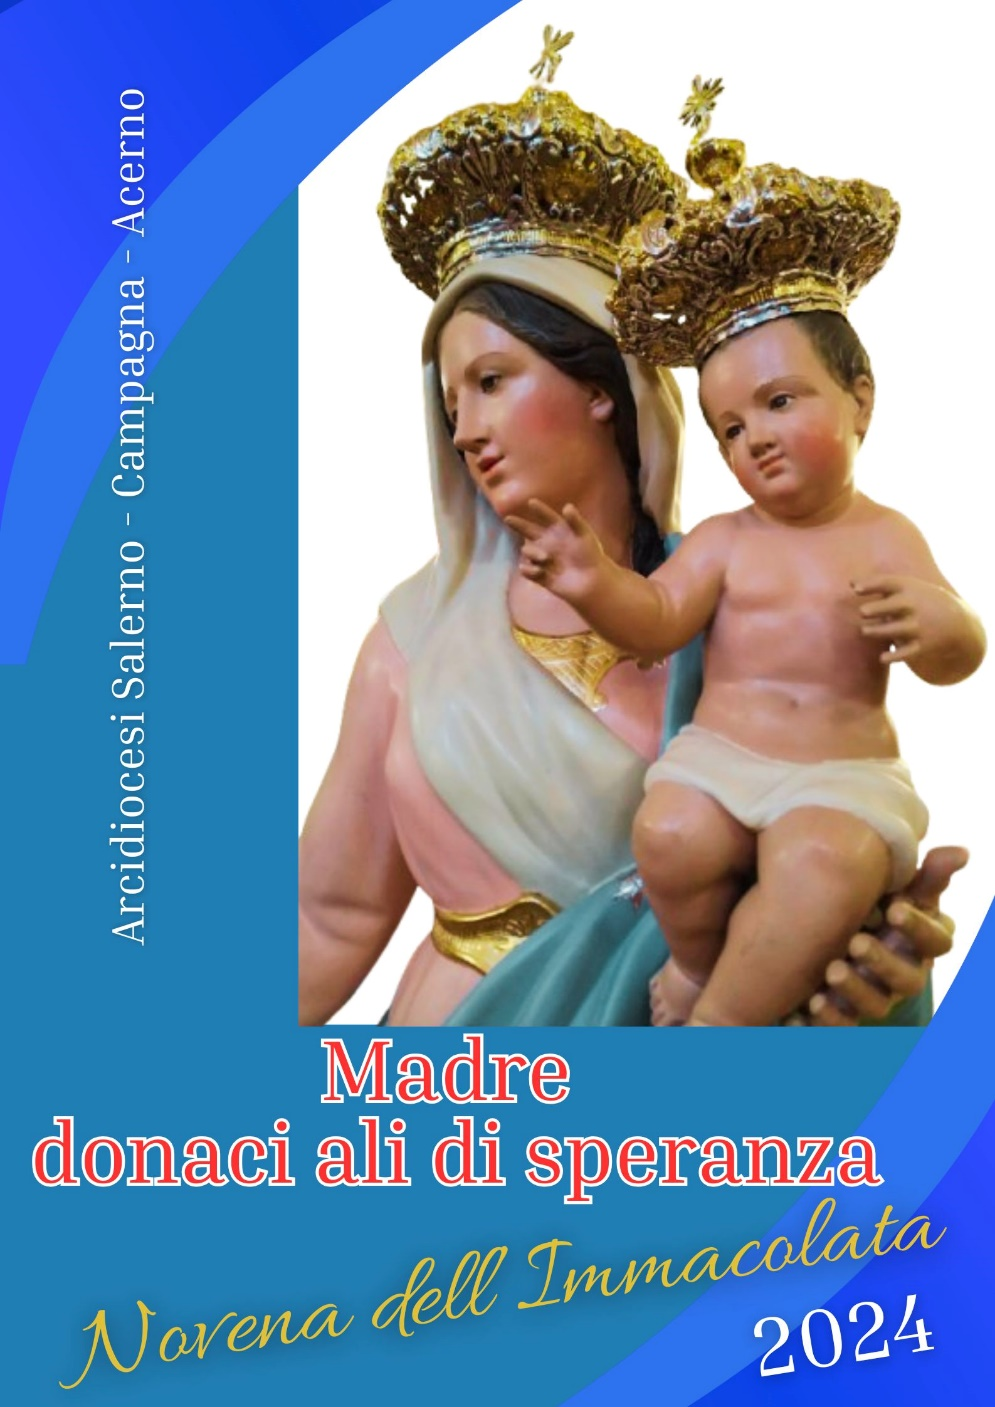 Arcidiocesi Salerno - Campagna - Acerno
Madre
donaci ali di speranza
Novena dell Immacolata
2024